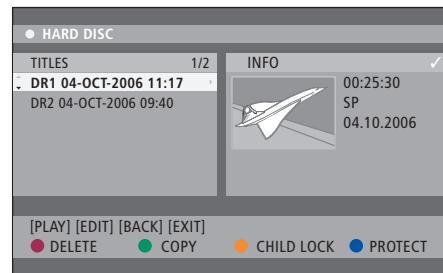 HARD DISC
TITLES 1/2
DR1 04-OCT-2006 11:17
DR2 04-OCT-2006 09:40
INFO
00:25:30
SP
04.10.2006
[PLAY] [EDIT] [BACK] [EXIT]
DELETE COPY CHILD LOCK PROTECT